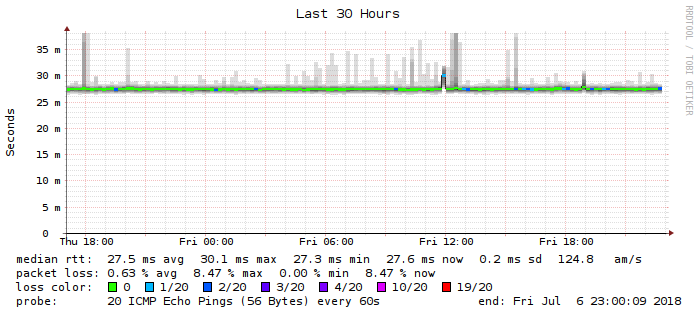 Last 30 Hours
RRDTOOL / TOBI OETIKER
Seconds
35 m
30 m
25 m
20 m
15 m
10 m
5 m
0
Thu 18:00 Fri 00:00 Fri 06:00 Fri 12:00 Fri 18:00
median rtt: 27.5 ms avg 30.1 ms max 27.3 ms min 27.6 ms now 0.2 ms sd 124.8 am/s
packet loss: 0.63 % avg 8.47 % max 0.00 % min 8.47 % now
loss color: 0 1/20 2/20 3/20 4/20 10/20 19/20
probe: 20 ICMP Echo Pings (56 Bytes) every 60s end: Fri Jul 6 23:00:09 2018